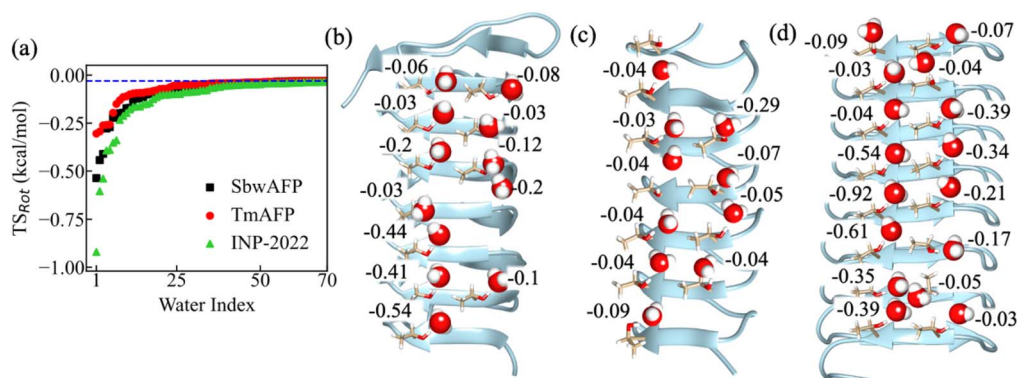 (a)
TS_Rot (kcal/mol)
0.00
−0.25
−0.50
−0.75
−1.00
SbwAFP
TmAFP
INP-2022
1 25 50 70
Water Index
(b)
-0.06 -0.08
-0.03 -0.03
-0.2 -0.12
-0.03 -0.2
-0.44
-0.41 -0.1
-0.54
(c)
-0.04
-0.29
-0.03
-0.04 -0.07
-0.05
-0.04
-0.04 -0.04
-0.09
(d)
-0.09 -0.07
-0.03 -0.04
-0.04 -0.39
-0.54 -0.34
-0.92 -0.21
-0.61 -0.17
-0.35 -0.05
-0.39 -0.03